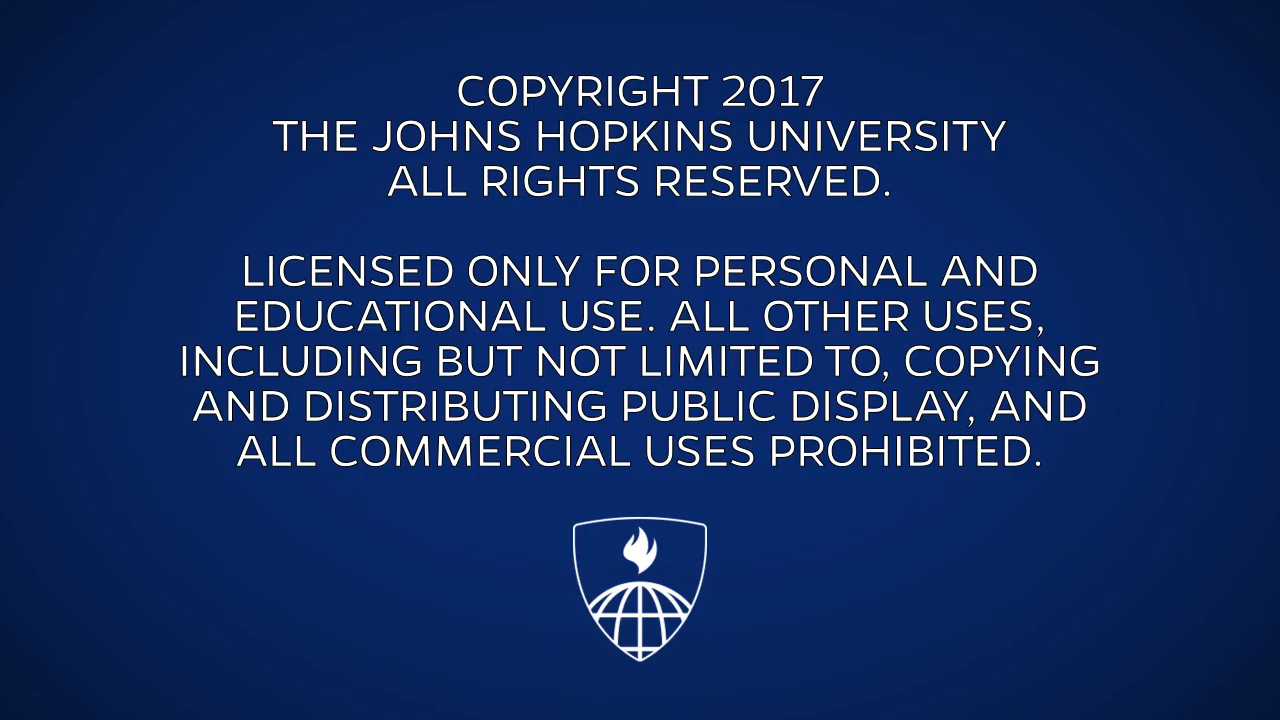 COPYRIGHT 2017
THE JOHNS HOPKINS UNIVERSITY
ALL RIGHTS RESERVED.
LICENSED ONLY FOR PERSONAL AND
EDUCATIONAL USE. ALL OTHER USES,
INCLUDING BUT NOT LIMITED TO, COPYING
AND DISTRIBUTING PUBLIC DISPLAY, AND
ALL COMMERCIAL USES PROHIBITED.